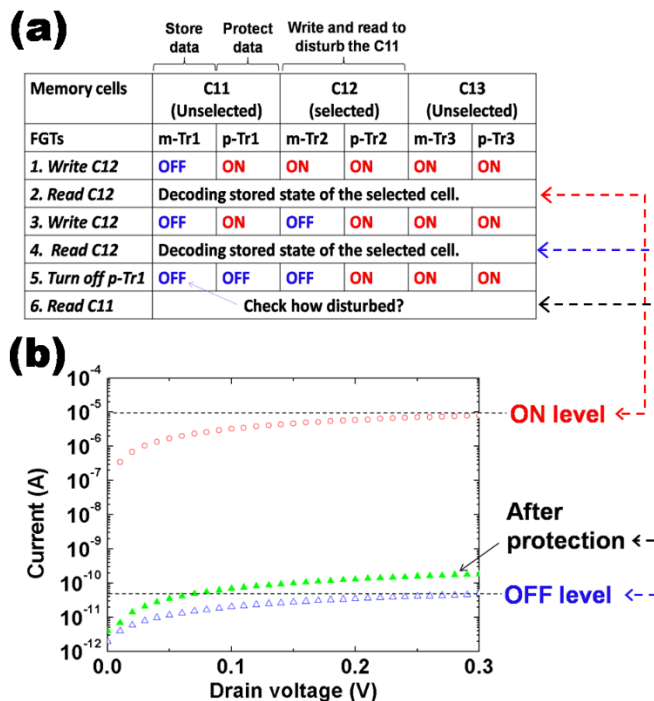 (a)
Store data
Protect data
Write and read to disturb the C11
Memory cells C11 (Unselected) C12 (selected) C13 (Unselected)
FGTs m-Tr1 p-Tr1 m-Tr2 p-Tr2 m-Tr3 p-Tr3
1. Write C12 OFF ON ON ON ON ON
2. Read C12 Decoding stored state of the selected cell.
3. Write C12 OFF ON OFF ON ON ON
4. Read C12 Decoding stored state of the selected cell.
5. Turn off p-Tr1 OFF OFF OFF ON ON ON
6. Read C11 Check how disturbed?
(b)
Current (A)
10^-4
10^-5
10^-6
10^-7
10^-8
10^-9
10^-10
10^-11
10^-12
ON level
After
protection
OFF level
0.0 0.1 0.2 0.3
Drain voltage (V)